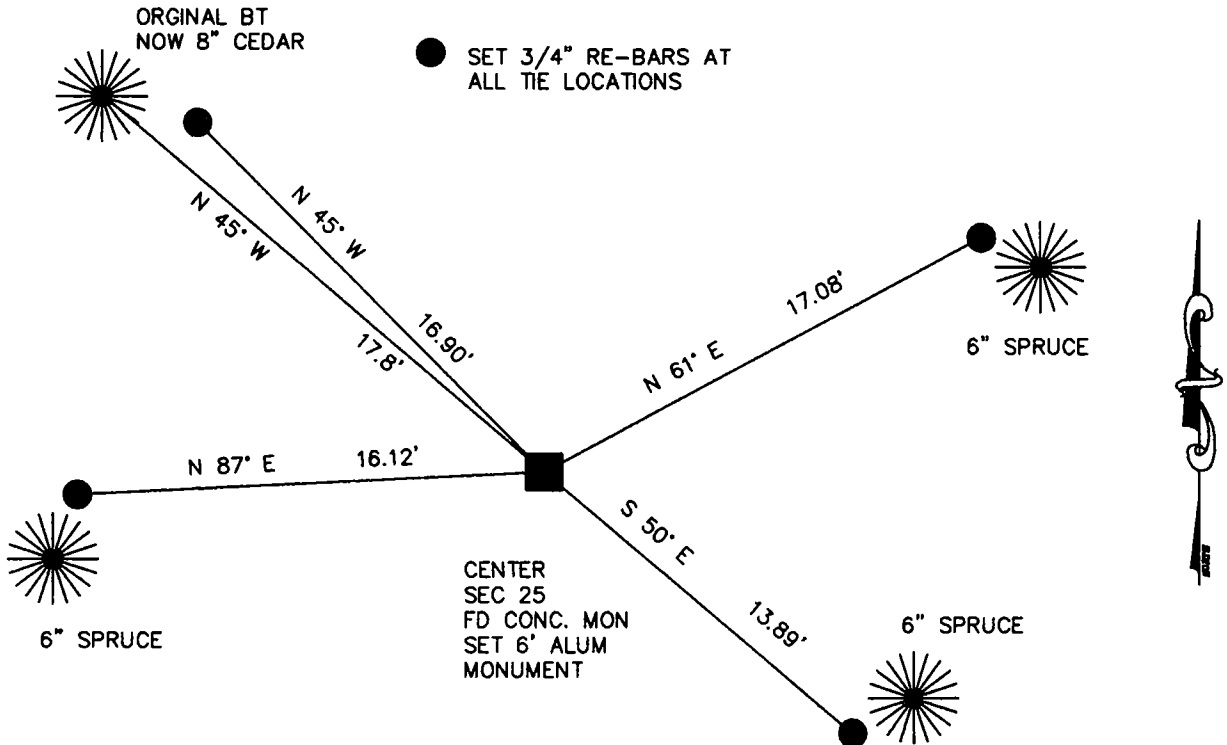 ORGINAL BT
NOW 8" CEDAR
SET 3/4" RE-BARS AT
ALL TIE LOCATIONS
N 45° W
N 45° W
16.90'
17.8'
17.08'
N 61° E
6" SPRUCE
N 87° E
16.12'
S 50° E
13.89'
6" SPRUCE
CENTER
SEC 25
FD CONC. MON
SET 6' ALUM
MONUMENT
6" SPRUCE